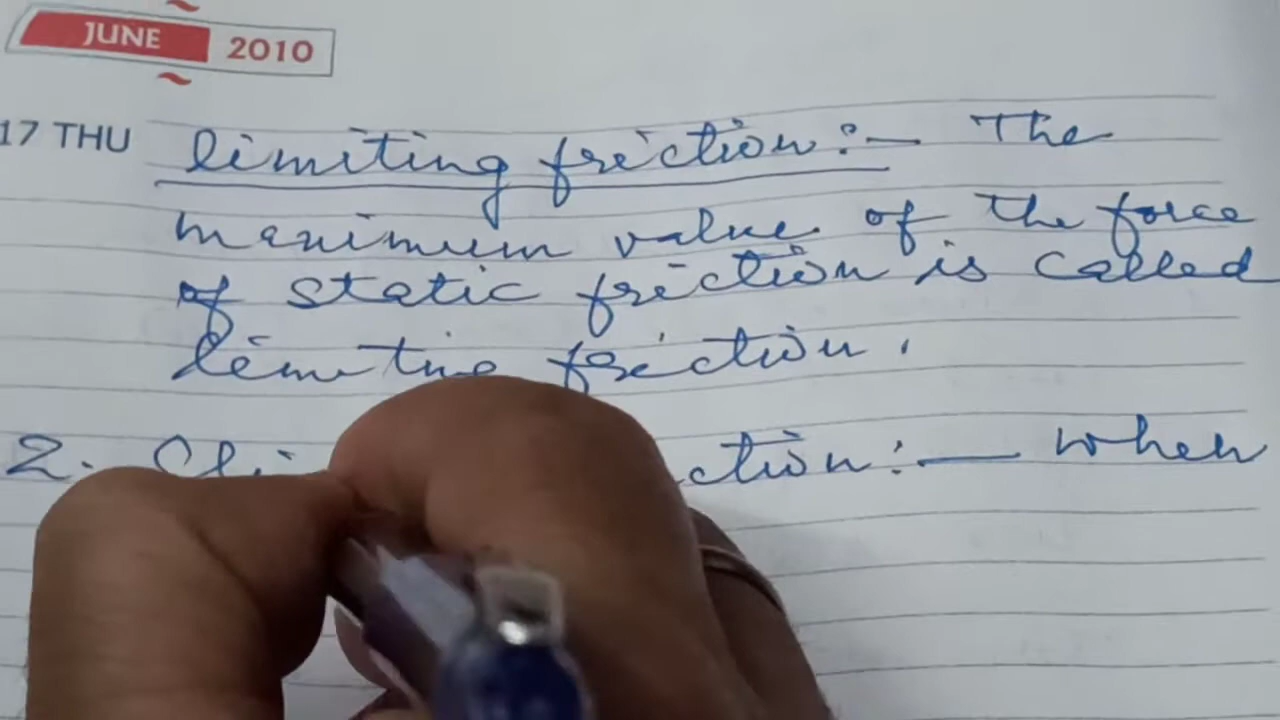 JUNE 2010
17 THU limiting friction:- The
maximum value of the force
of static friction is called
limiting friction.
2. :- When